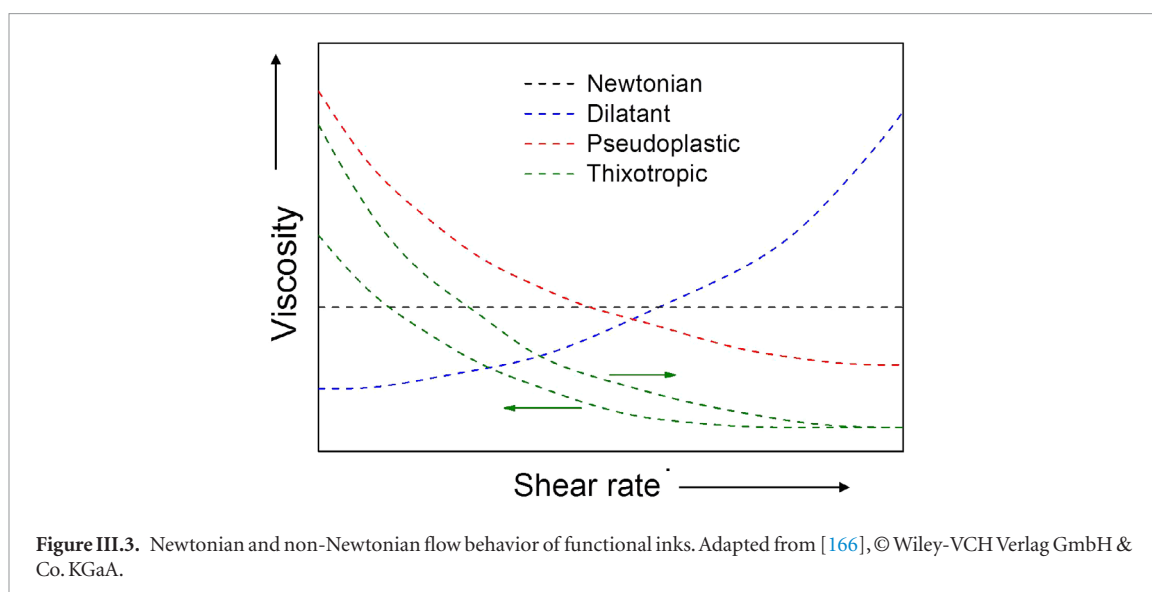 Newtonian
Dilatant
Pseudoplastic
Thixotropic
Viscosity
Shear rate
Figure III.3. Newtonian and non-Newtonian flow behavior of functional inks. Adapted from [166], © Wiley-VCH Verlag GmbH &
Co. KGaA.